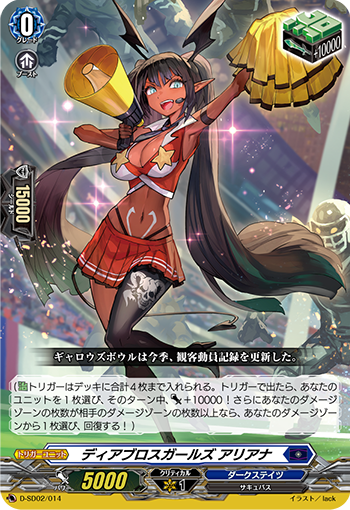 0
グレード
ブースト
治
+10000
15000
シールド
ギャロウズボウルは今季、観客動員記録を更新した。
（治トリガーはデッキに合計４枚まで入れられる。トリガーで出たら、あなたの
ユニットを１枚選び、そのターン中、+10000！さらにあなたのダメージ
ゾーンの枚数が相手のダメージゾーンの枚数以上なら、あなたのダメージ
ゾーンから１枚選び、回復する！）
トリガーユニット
ディアブロスガールズ アリアナ
パワー
5000
クリティカル
1
ダークステイツ
サキュバス
D-SD02/014
イラスト／lack